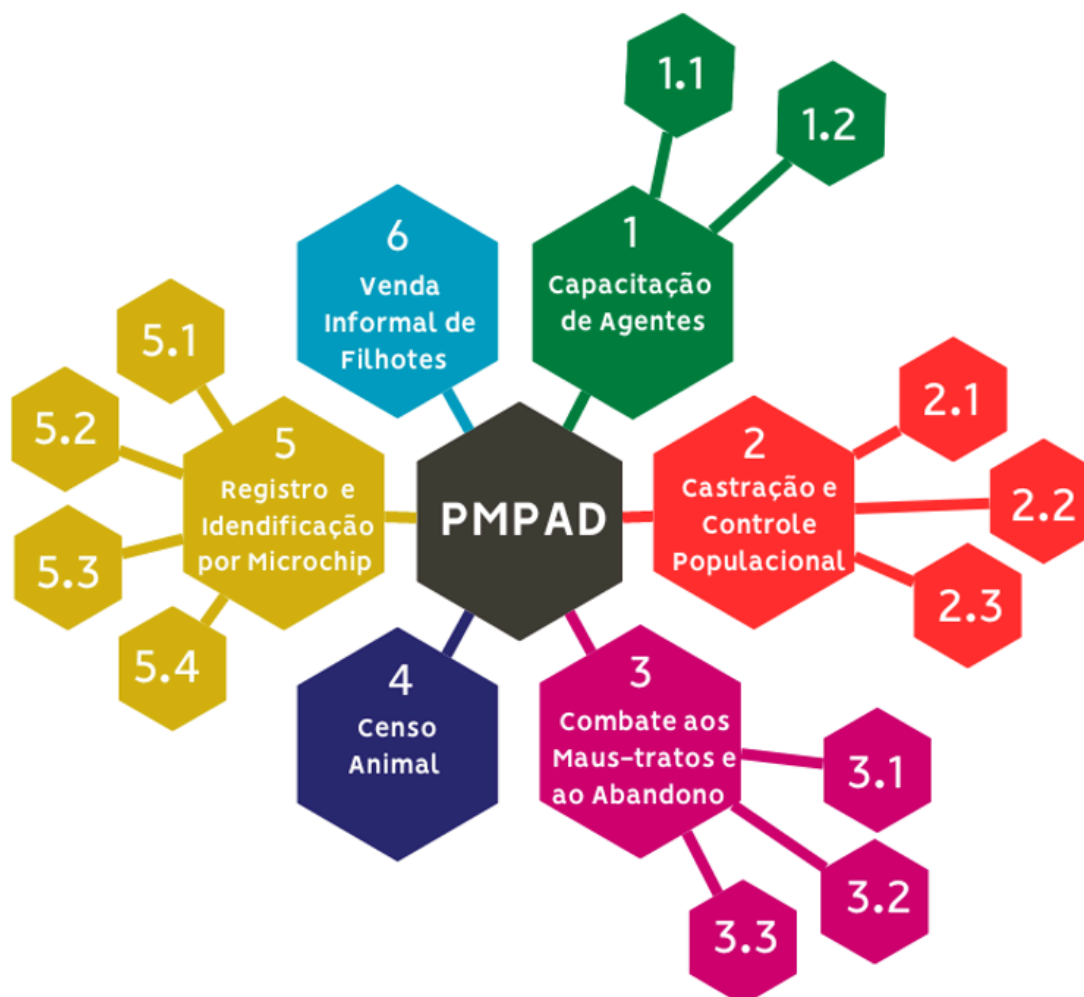 PMPAD
1
Capacitação
de Agentes
1.1
1.2
2
Castração e
Controle
Populacional
2.1
2.2
2.3
3
Combate aos
Maus-tratos e
ao Abandono
3.1
3.2
3.3
4
Censo
Animal
5
Registro e
Idendificação
por Microchip
5.1
5.2
5.3
5.4
6
Venda
Informal de
Filhotes